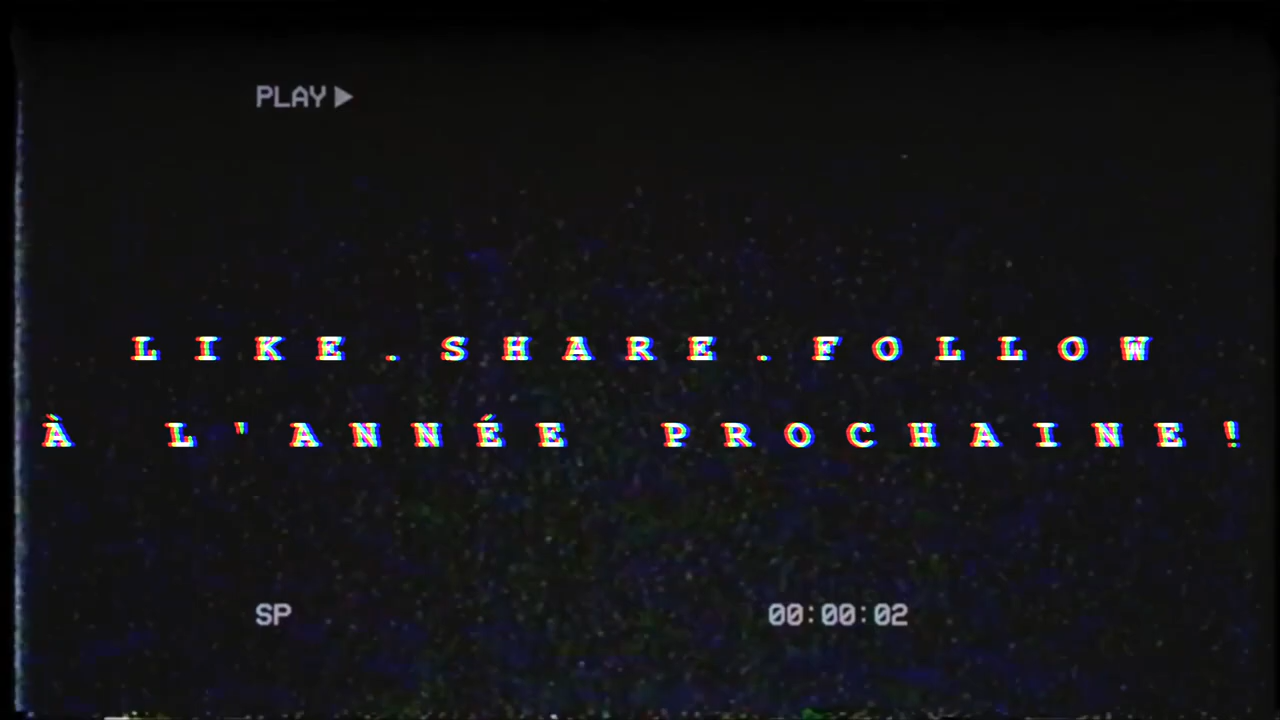 PLAY ▶
LIKE.SHARE.FOLLOW
À L'ANNÉE PROCHAINE!
SP 00:00:02